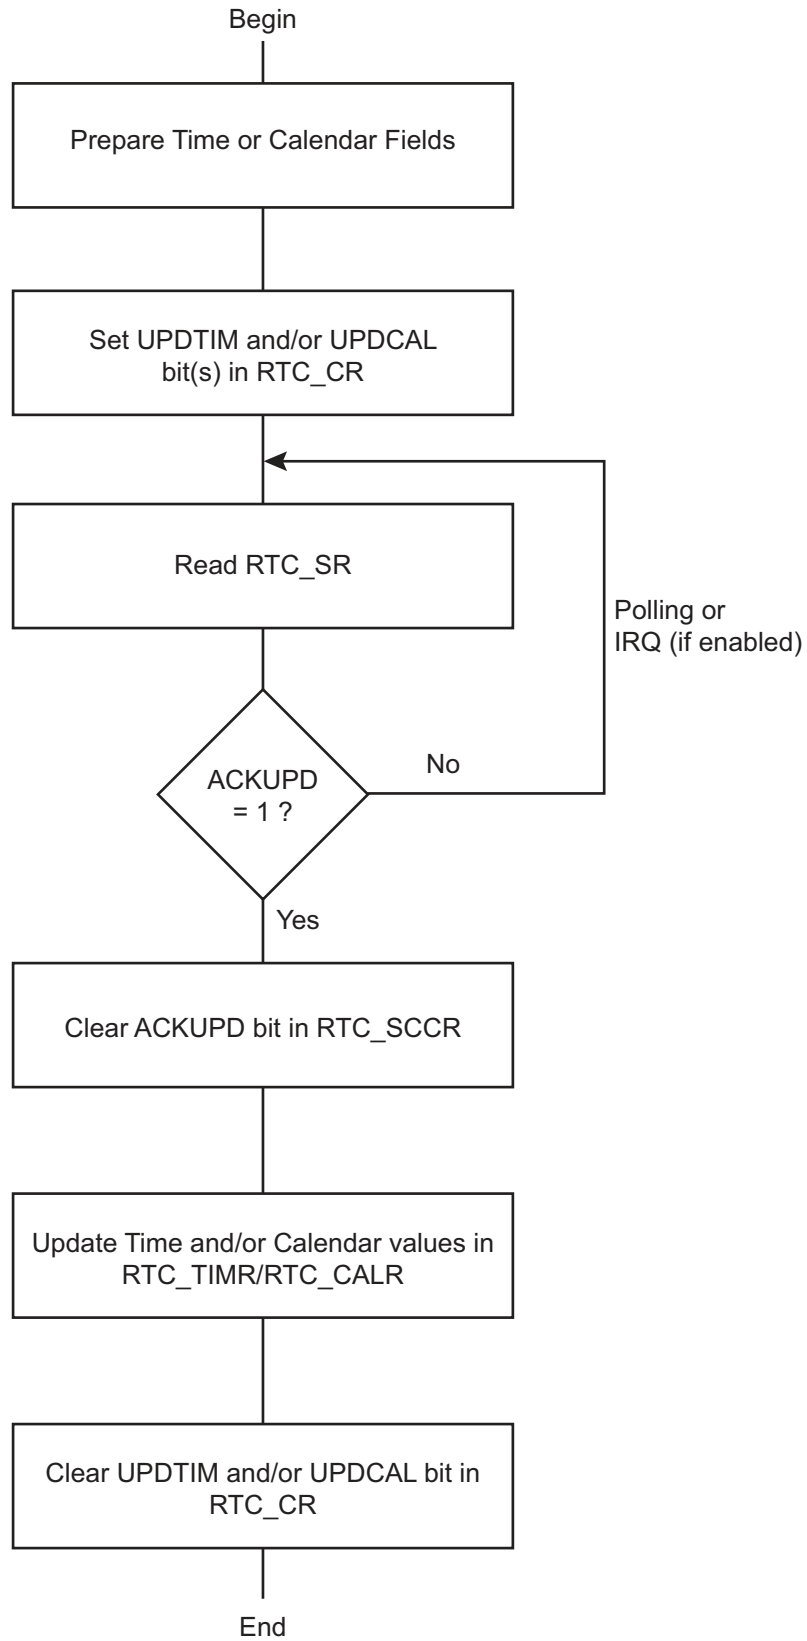 Begin
Prepare Time or Calendar Fields
Set UPDTIM and/or UPDCAL
bit(s) in RTC_CR
Read RTC_SR
Polling or
IRQ (if enabled)
ACKUPD
= 1 ?
No
Yes
Clear ACKUPD bit in RTC_SCCR
Update Time and/or Calendar values in
RTC_TIMR/RTC_CALR
Clear UPDTIM and/or UPDCAL bit in
RTC_CR
End